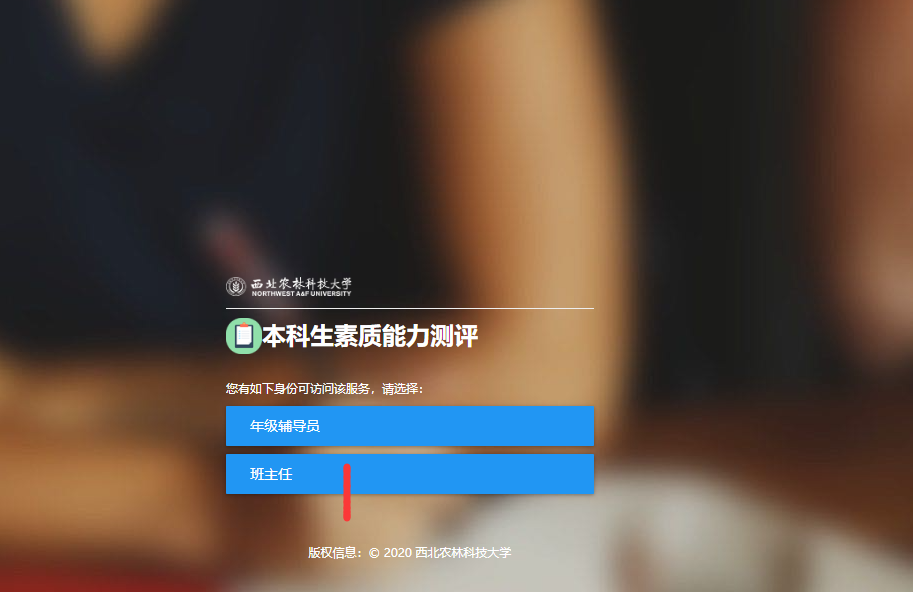 西北农林科技大学
NORTHWEST A&F UNIVERSITY
本科生素质能力测评
您有如下身份可访问该服务，请选择：
年级辅导员
班主任
版权信息：© 2020 西北农林科技大学